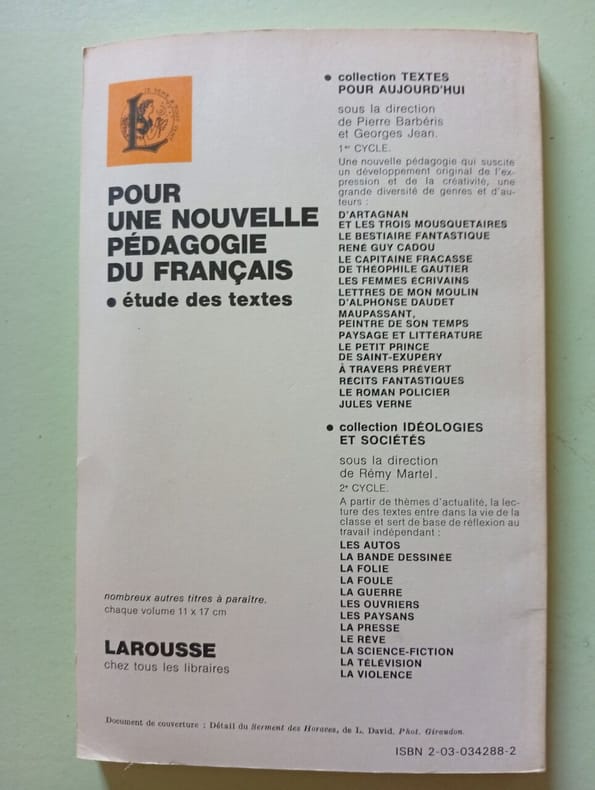 POUR
UNE NOUVELLE
PÉDAGOGIE
DU FRANÇAIS
● étude des textes
nombreux autres titres à paraître.
chaque volume 11 x 17 cm
LAROUSSE
chez tous les libraires
● collection TEXTES
POUR AUJOURD'HUI
sous la direction
de Pierre Barbéris
et Georges Jean.
1er CYCLE.
Une nouvelle pédagogie qui suscite
un développement original de l'ex-
pression et de la créativité, une
grande diversité de genres et d'au-
teurs :
D'ARTAGNAN
ET LES TROIS MOUSQUETAIRES
LE BESTIAIRE FANTASTIQUE
RENÉ GUY CADOU
LE CAPITAINE FRACASSE
DE THÉOPHILE GAUTIER
LES FEMMES ÉCRIVAINS
LETTRES DE MON MOULIN
D'ALPHONSE DAUDET
MAUPASSANT,
PEINTRE DE SON TEMPS
PAYSAGE ET LITTÉRATURE
LE PETIT PRINCE
DE SAINT-EXUPÉRY
À TRAVERS PRÉVERT
RÉCITS FANTASTIQUES
LE ROMAN POLICIER
JULES VERNE
● collection IDÉOLOGIES
ET SOCIÉTÉS
sous la direction
de Rémy Martel.
2e CYCLE.
A partir de thèmes d'actualité, la lec-
ture des textes entre dans la vie de la
classe et sert de base de réflexion au
travail indépendant :
LES AUTOS
LA BANDE DESSINÉE
LA FOLIE
LA FOULE
LA GUERRE
LES OUVRIERS
LES PAYSANS
LA PRESSE
LE RÊVE
LA SCIENCE-FICTION
LA TÉLÉVISION
LA VIOLENCE
Document de couverture : Détail du Serment des Horaces, de L. David. Phot. Giraudon.
ISBN 2-03-034288-2